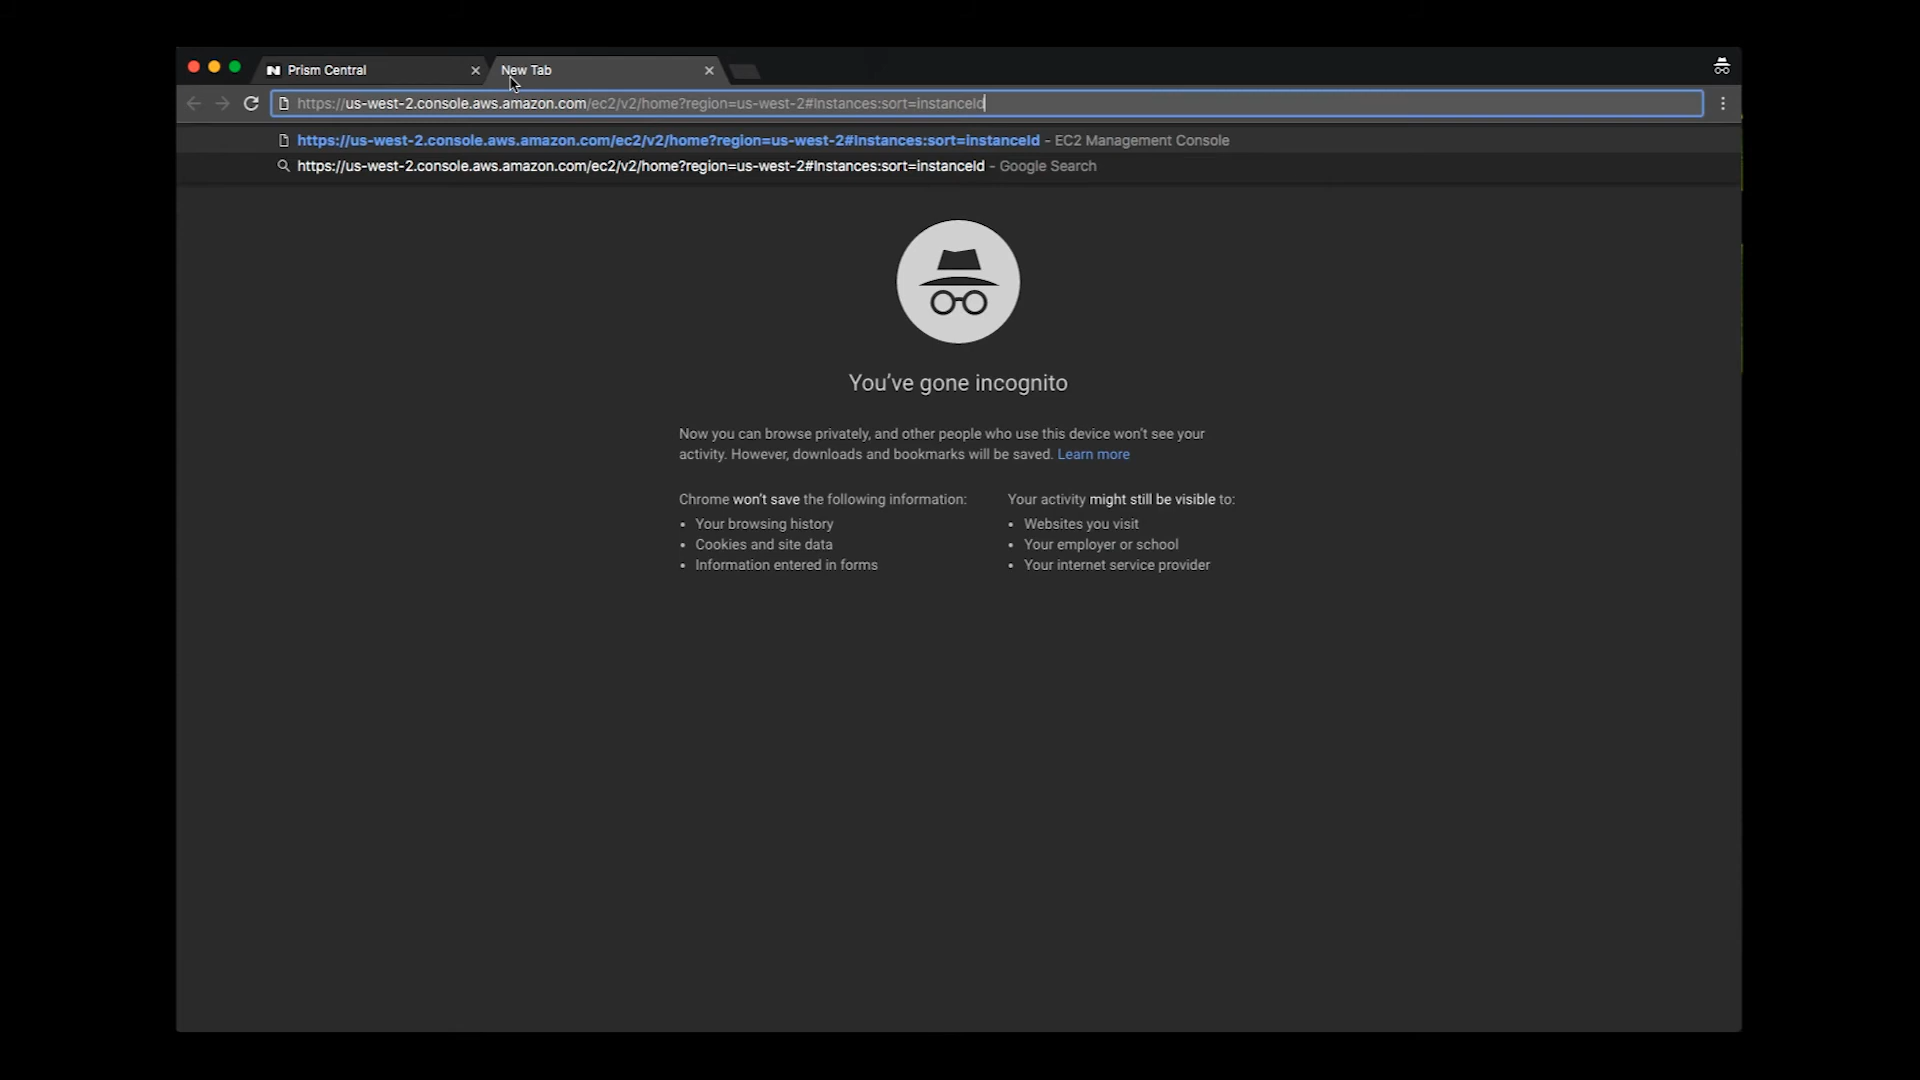 Prism Central
New Tab
https://us-west-2.console.aws.amazon.com/ec2/v2/home?region=us-west-2#Instances:sort=instanceId
https://us-west-2.console.aws.amazon.com/ec2/v2/home?region=us-west-2#Instances:sort=instanceId - EC2 Management Console
https://us-west-2.console.aws.amazon.com/ec2/v2/home?region=us-west-2#Instances:sort=instanceId - Google Search
You've gone incognito
Now you can browse privately, and other people who use this device won't see your
activity. However, downloads and bookmarks will be saved. Learn more
Chrome won't save the following information:
• Your browsing history
• Cookies and site data
• Information entered in forms
Your activity might still be visible to:
• Websites you visit
• Your employer or school
• Your internet service provider